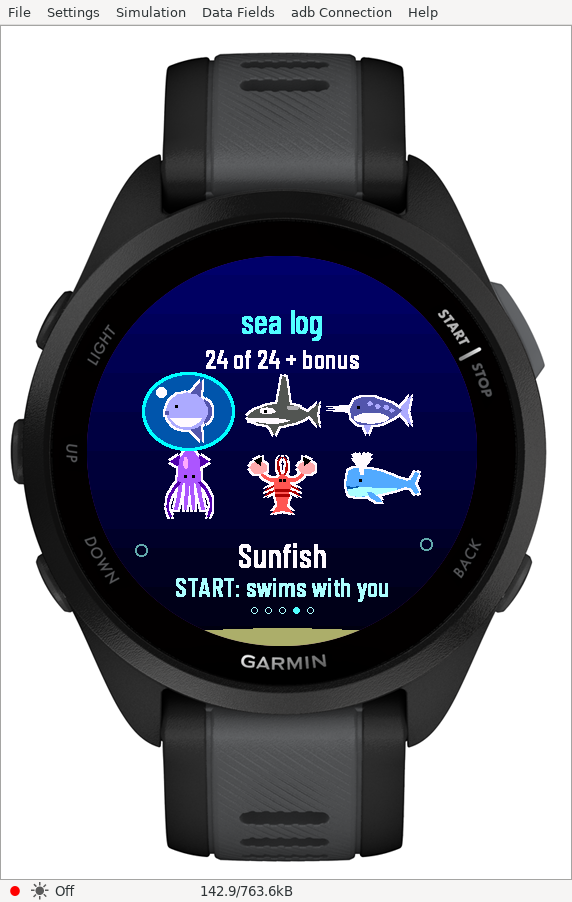 File Settings Simulation Data Fields adb Connection Help
LIGHT
START
STOP
UP
DOWN
BACK
sea log
24 of 24 + bonus
Sunfish
START: swims with you
GARMIN
Off 142.9/763.6kB